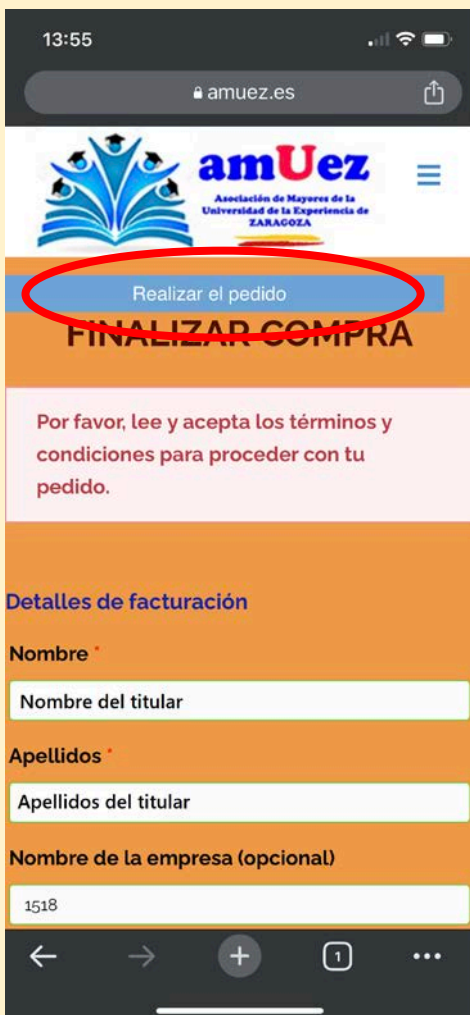 13:55
amuez.es
amUez
Asociación de Mayores de la
Universidad de la Experiencia de
ZARAGOZA
Realizar el pedido
FINALIZAR COMPRA
Por favor, lee y acepta los términos y
condiciones para proceder con tu
pedido.
Detalles de facturación
Nombre *
Nombre del titular
Apellidos *
Apellidos del titular
Nombre de la empresa (opcional)
1518
1